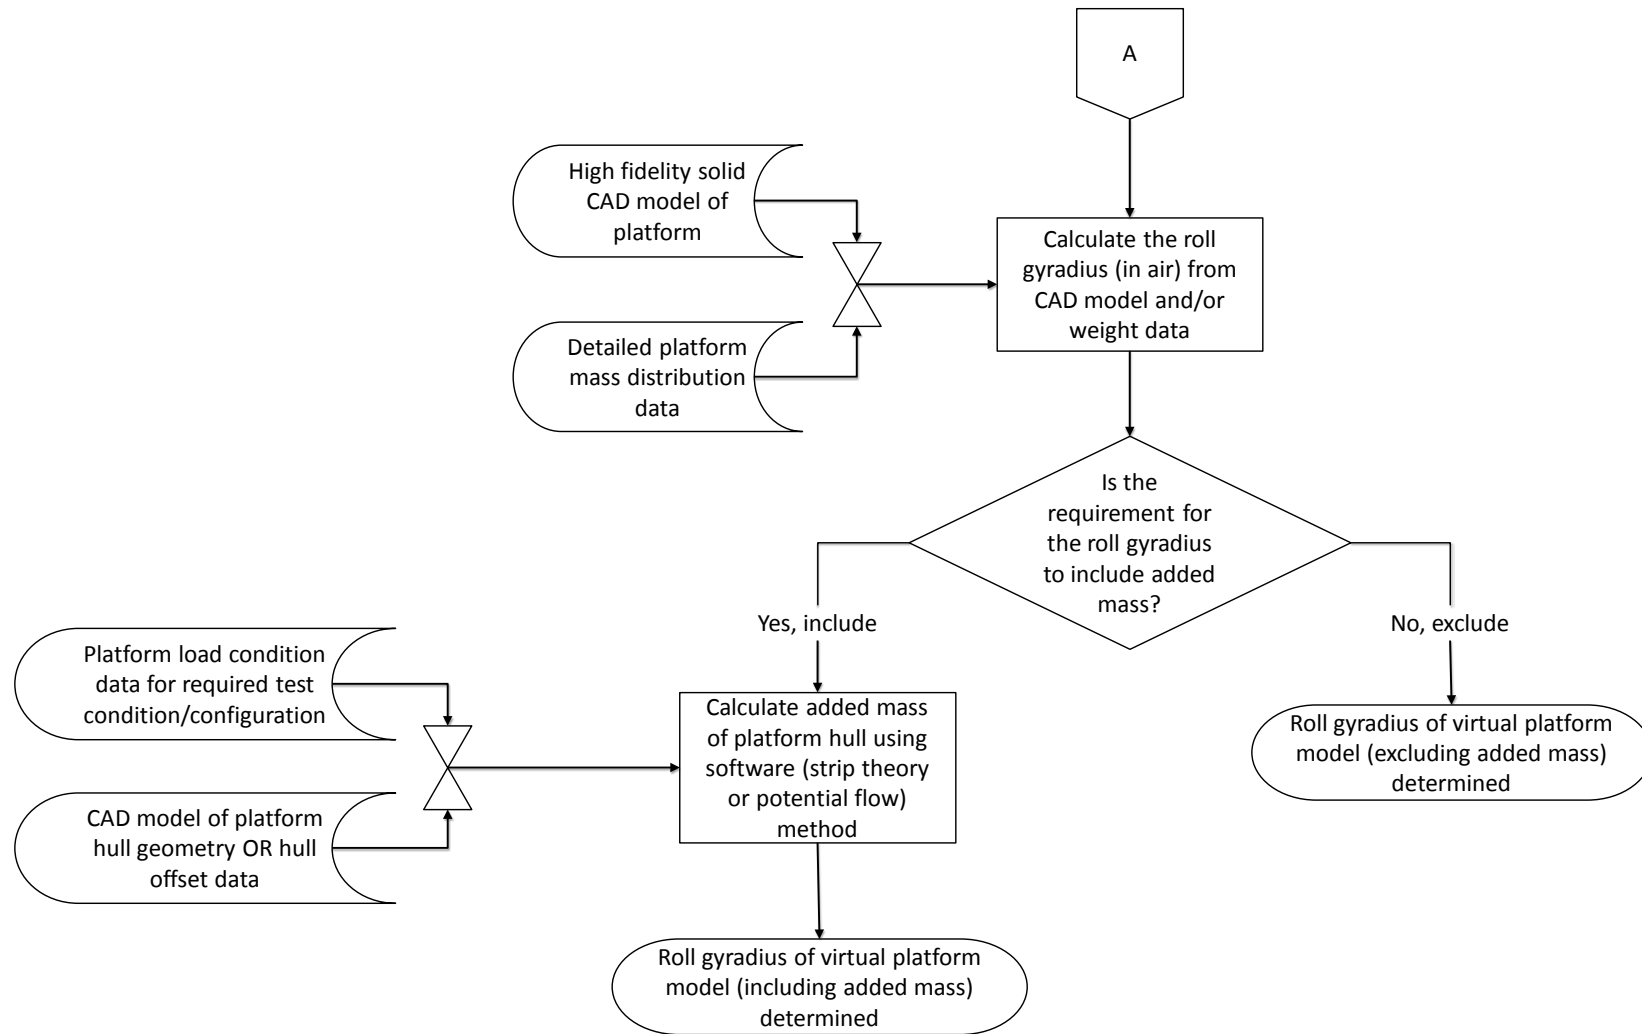 A
High fidelity solid
CAD model of
platform
Calculate the roll
gyradius (in air) from
CAD model and/or
weight data
Detailed platform
mass distribution
data
Is the
requirement for
the roll gyradius
to include added
mass?
Yes, include
No, exclude
Platform load condition
data for required test
condition/configuration
Calculate added mass
of platform hull using
software (strip theory
or potential flow)
method
Roll gyradius of virtual platform
model (excluding added mass)
determined
CAD model of platform
hull geometry OR hull
offset data
Roll gyradius of virtual platform
model (including added mass)
determined